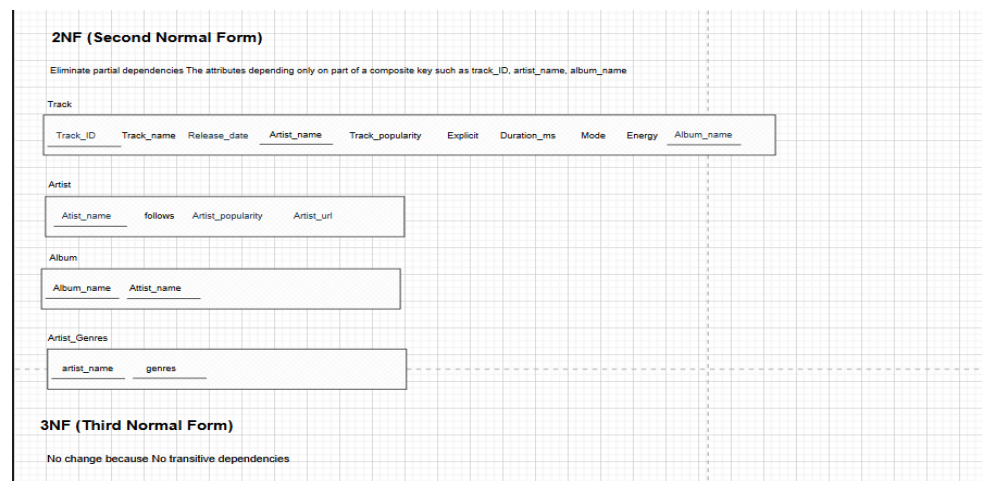 2NF (Second Normal Form)
Eliminate partial dependencies The attributes depending only on part of a composite key such as track_ID, artist_name, album_name
Track
Track_ID Track_name Release_date Artist_name Track_popularity Explicit Duration_ms Mode Energy Album_name
Artist
Atist_name follows Artist_popularity Artist_url
Album
Album_name Attist_name
Artist_Genres
artist_name genres
3NF (Third Normal Form)
No change because No transitive dependencies